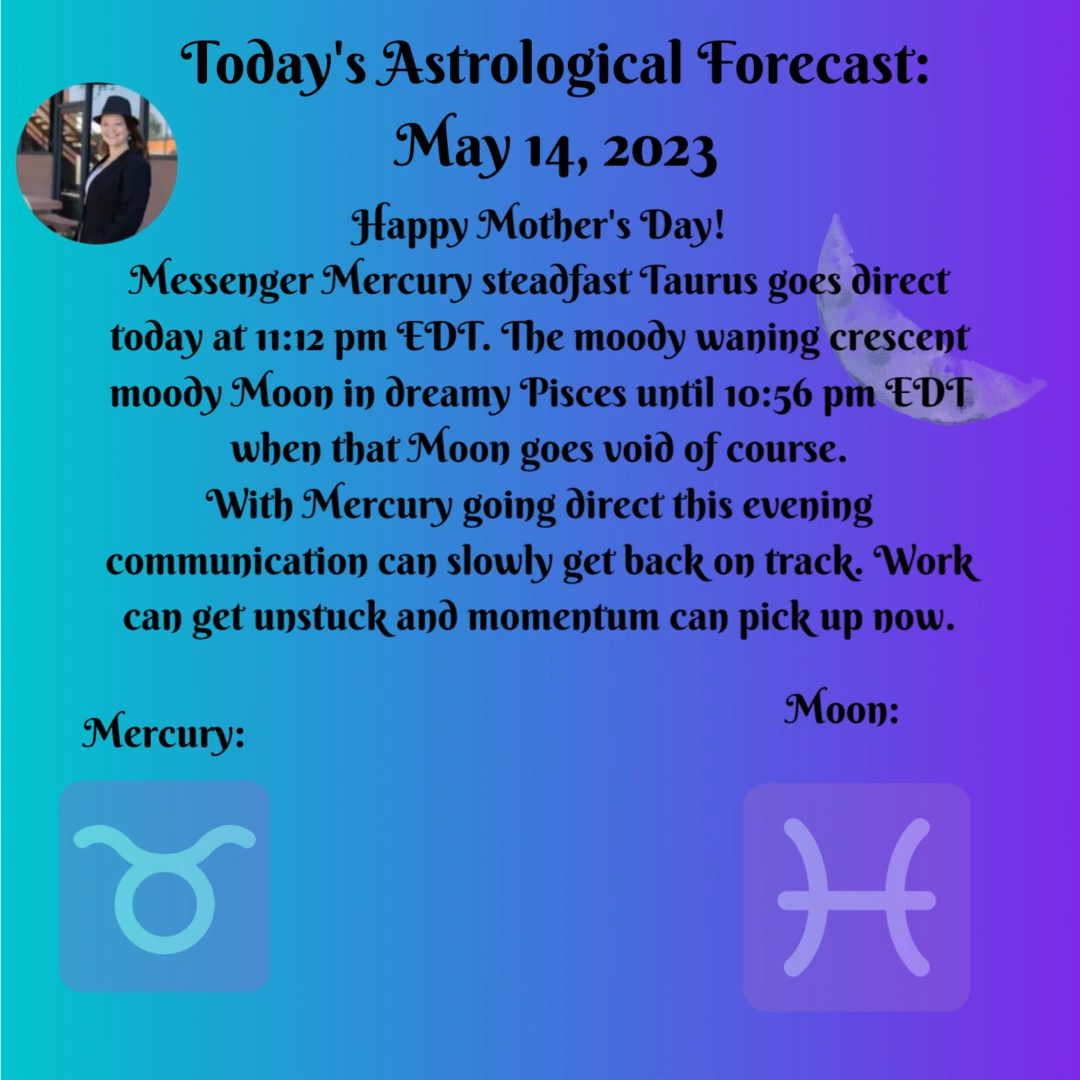 Today's Astrological Forecast:
May 14, 2023
Happy Mother's Day!
Messenger Mercury steadfast Taurus goes direct
today at 11:12 pm EDT. The moody waning crescent
moody Moon in dreamy Pisces until 10:56 pm EDT
when that Moon goes void of course.
With Mercury going direct this evening
communication can slowly get back on track. Work
can get unstuck and momentum can pick up now.
Moon:
Mercury: